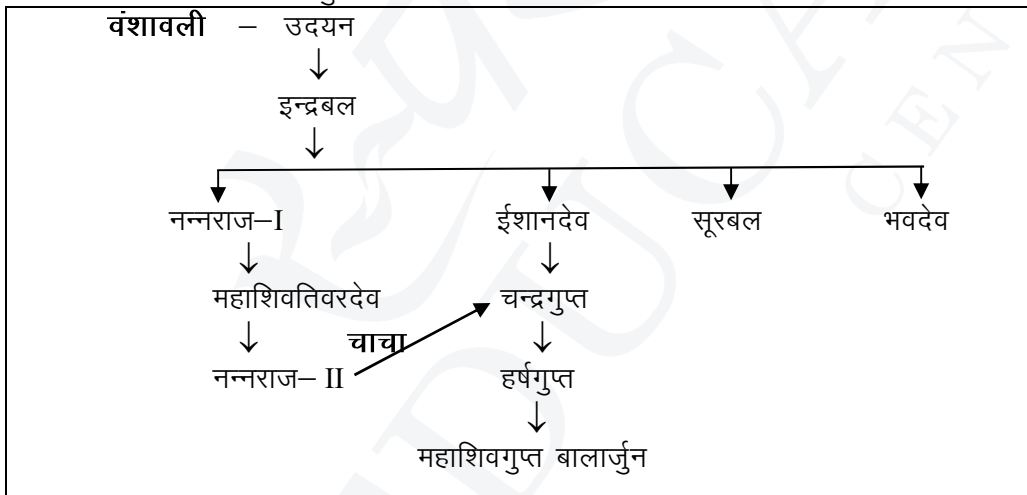 वंशावली – उदयन
इन्द्रबल
नन्नराज–I ईशानदेव सूरबल भवदेव
महाशिवतिवरदेव चन्द्रगुप्त
चाचा
नन्नराज– II हर्षगुप्त
महाशिवगुप्त बालार्जुन